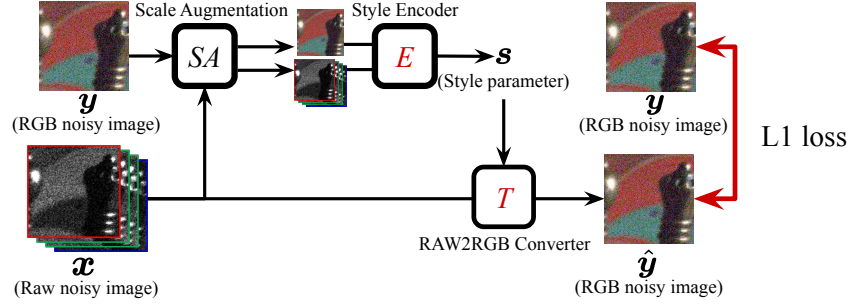 Scale Augmentation
Style Encoder
SA
E
s
(Style parameter)
y
(RGB noisy image)
y
(RGB noisy image)
L1 loss
T
RAW2RGB Converter
x
(Raw noisy image)
ŷ
(RGB noisy image)